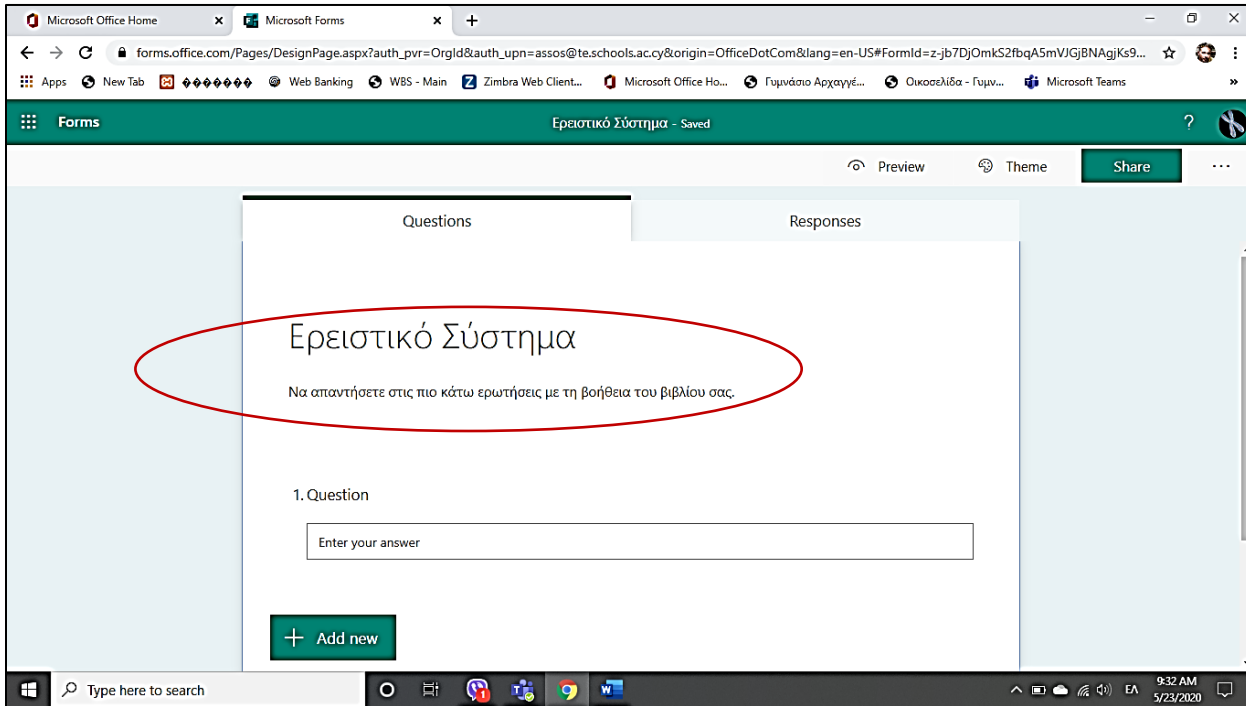 Microsoft Office Home
Microsoft Forms
forms.office.com/Pages/DesignPage.aspx?auth_pvr=OrgId&auth_upn=assos@te.schools.ac.cy&origin=OfficeDotCom&lang=en-US#FormId=z-jb7DjOmkS2fbqA5mVJGjBNAgjKs9...
Apps New Tab ������� Web Banking WBS - Main Zimbra Web Client... Microsoft Office Ho... Γυμνάσιο Αρχαγγέ... Οικοσελίδα - Γυμν... Microsoft Teams »
Forms Ερειστικό Σύστημα - Saved ?
Preview Theme Share ...
Questions Responses
Ερειστικό Σύστημα
Να απαντήσετε στις πιο κάτω ερωτήσεις με τη βοήθεια του βιβλίου σας.
1. Question
Enter your answer
+ Add new
Type here to search
ΕΛ
9:32 AM
5/23/2020